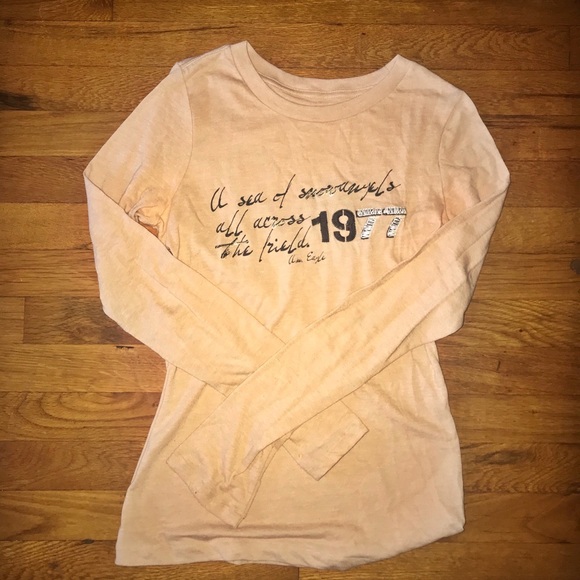 A sea of snowangels
all across
the field.
1977
Am. Eagle